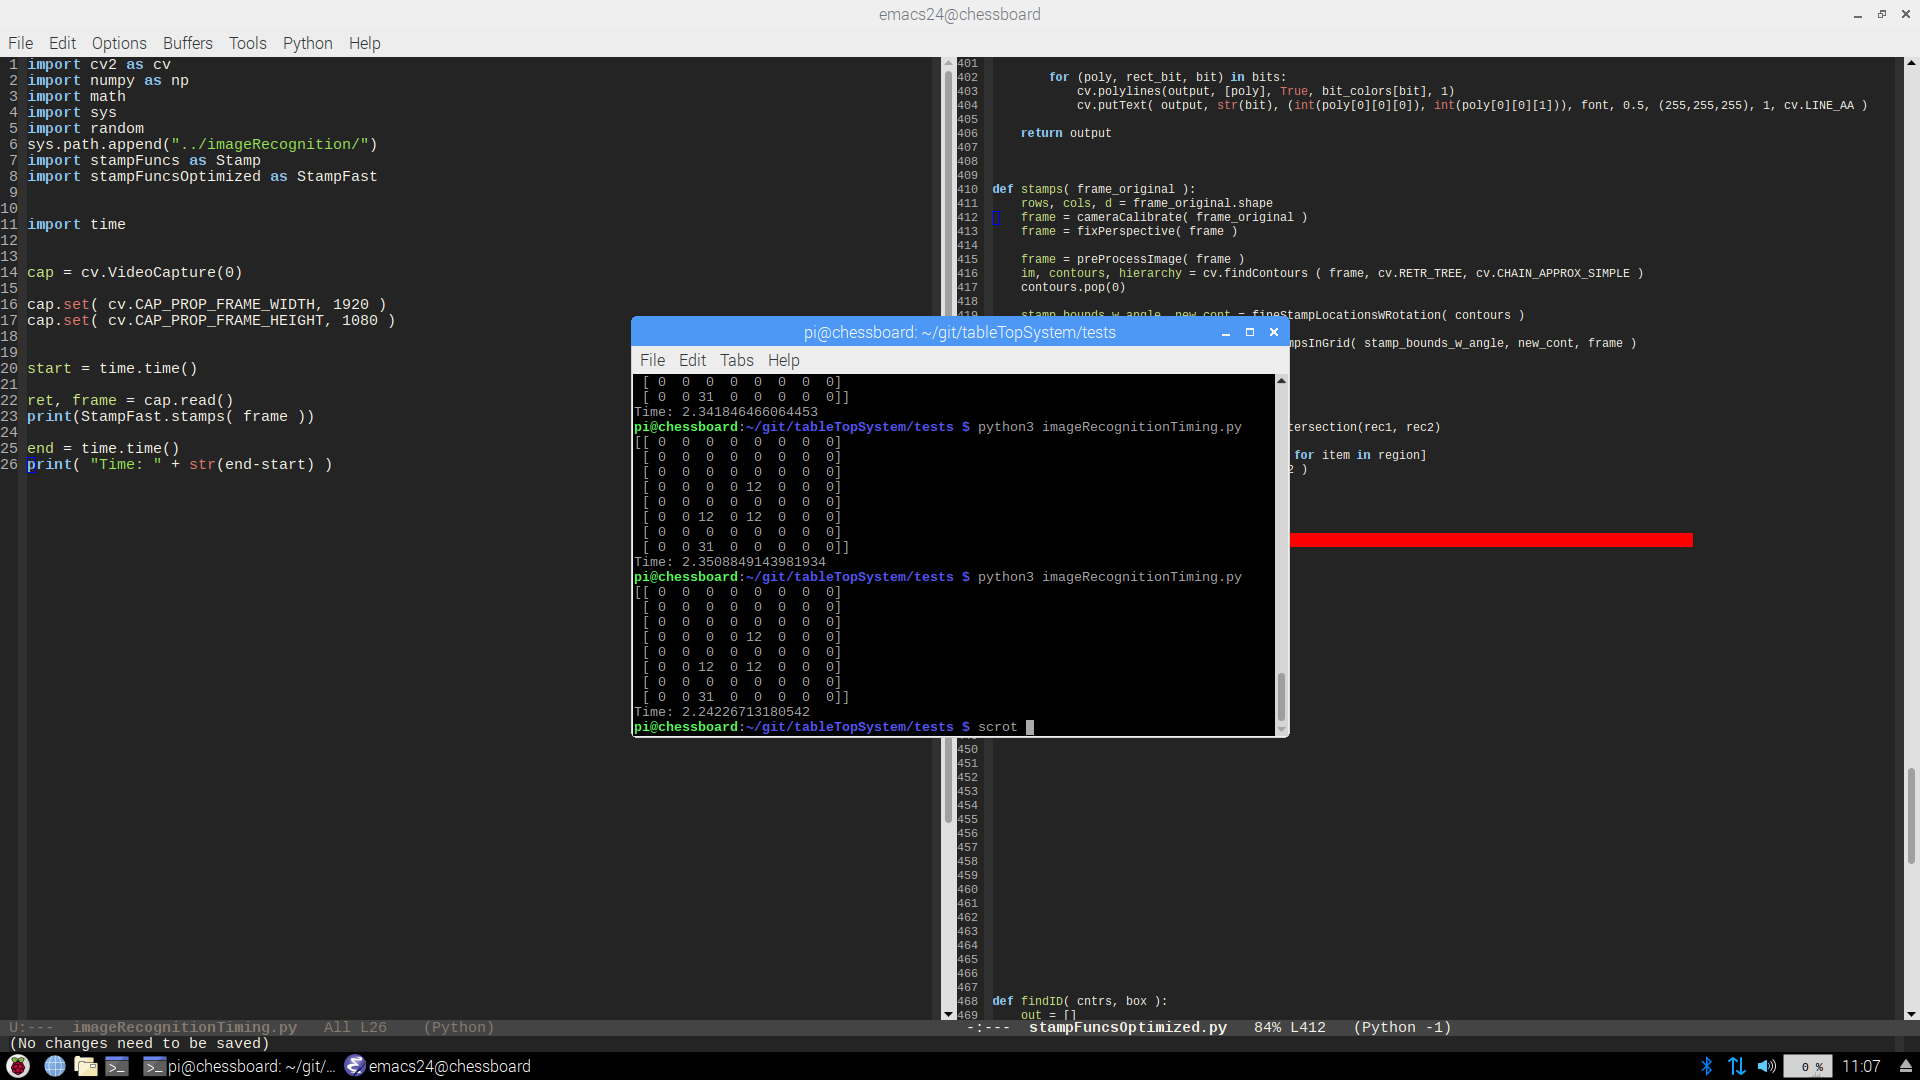 emacs24@chessboard
File Edit Options Buffers Tools Python Help
1 import cv2 as cv
2 import numpy as np
3 import math
4 import sys
5 import random
6 sys.path.append("../imageRecognition/")
7 import stampFuncs as Stamp
8 import stampFuncsOptimized as StampFast
9
10
11 import time
12
13
14 cap = cv.VideoCapture(0)
15
16 cap.set( cv.CAP_PROP_FRAME_WIDTH, 1920 )
17 cap.set( cv.CAP_PROP_FRAME_HEIGHT, 1080 )
18
19
20 start = time.time()
21
22 ret, frame = cap.read()
23 print(StampFast.stamps( frame ))
24
25 end = time.time()
26 print( "Time: " + str(end-start) )
401
402 for (poly, rect_bit, bit) in bits:
403 cv.polylines(output, [poly], True, bit_colors[bit], 1)
404 cv.putText( output, str(bit), (int(poly[0][0][0]), int(poly[0][0][1])), font, 0.5, (255,255,255), 1, cv.LINE_AA )
405
406 return output
407
408
409
410 def stamps( frame_original ):
411 rows, cols, d = frame_original.shape
412 frame = cameraCalibrate( frame_original )
413 frame = fixPerspective( frame )
414
415 frame = preProcessImage( frame )
416 im, contours, hierarchy = cv.findContours ( frame, cv.RETR_TREE, cv.CHAIN_APPROX_SIMPLE )
417 contours.pop(0)
418
stamp_bounds_w_angle, new_cont = fineStampLocationsWRotation( contours )
mpsInGrid( stamp_bounds_w_angle, new_cont, frame )
tersection(rec1, rec2)
for item in region]
2 )
pi@chessboard: ~/git/tableTopSystem/tests
File Edit Tabs Help
[ 0 0 0 0 0 0 0 0]
[ 0 0 31 0 0 0 0 0]]
Time: 2.341846466064453
pi@chessboard:~/git/tableTopSystem/tests $ python3 imageRecognitionTiming.py
[[ 0 0 0 0 0 0 0 0]
[ 0 0 0 0 0 0 0 0]
[ 0 0 0 0 0 0 0 0]
[ 0 0 0 0 12 0 0 0]
[ 0 0 0 0 0 0 0 0]
[ 0 0 12 0 12 0 0 0]
[ 0 0 0 0 0 0 0 0]
[ 0 0 31 0 0 0 0 0]]
Time: 2.3508849143981934
pi@chessboard:~/git/tableTopSystem/tests $ python3 imageRecognitionTiming.py
[[ 0 0 0 0 0 0 0 0]
[ 0 0 0 0 0 0 0 0]
[ 0 0 0 0 0 0 0 0]
[ 0 0 0 0 12 0 0 0]
[ 0 0 0 0 0 0 0 0]
[ 0 0 12 0 12 0 0 0]
[ 0 0 0 0 0 0 0 0]
[ 0 0 31 0 0 0 0 0]]
Time: 2.24226713180542
pi@chessboard:~/git/tableTopSystem/tests $ scrot
450
451
452
453
454
455
456
457
458
459
460
461
462
463
464
465
466
467
468 def findID( cntrs, box ):
469 out = []
U:--- imageRecognitionTiming.py All L26 (Python)
-:--- stampFuncsOptimized.py 84% L412 (Python -1)
(No changes need to be saved)
pi@chessboard: ~/git/... emacs24@chessboard 0 % 11:07